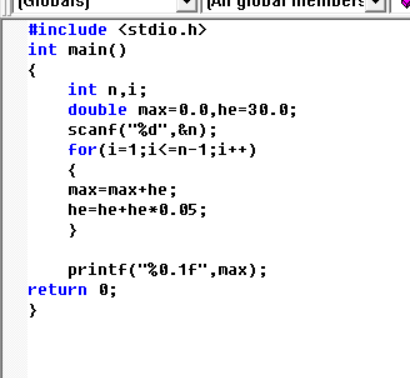 (Globals)
(All global members
#include <stdio.h>
int main()
{
int n,i;
double max=0.0,he=30.0;
scanf("%d",&n);
for(i=1;i<=n-1;i++)
{
max=max+he;
he=he+he*0.05;
}
printf("%0.1f",max);
return 0;
}